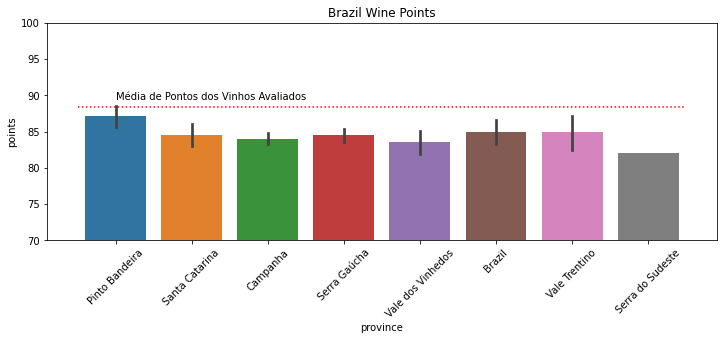 Brazil Wine Points
100
95
90
85
80
75
70
points
Média de Pontos dos Vinhos Avaliados
Pinto Bandeira
Santa Catarina
Campanha
Serra Gaúcha
Vale dos Vinhedos
Brazil
Vale Trentino
Serra do Sudeste
province